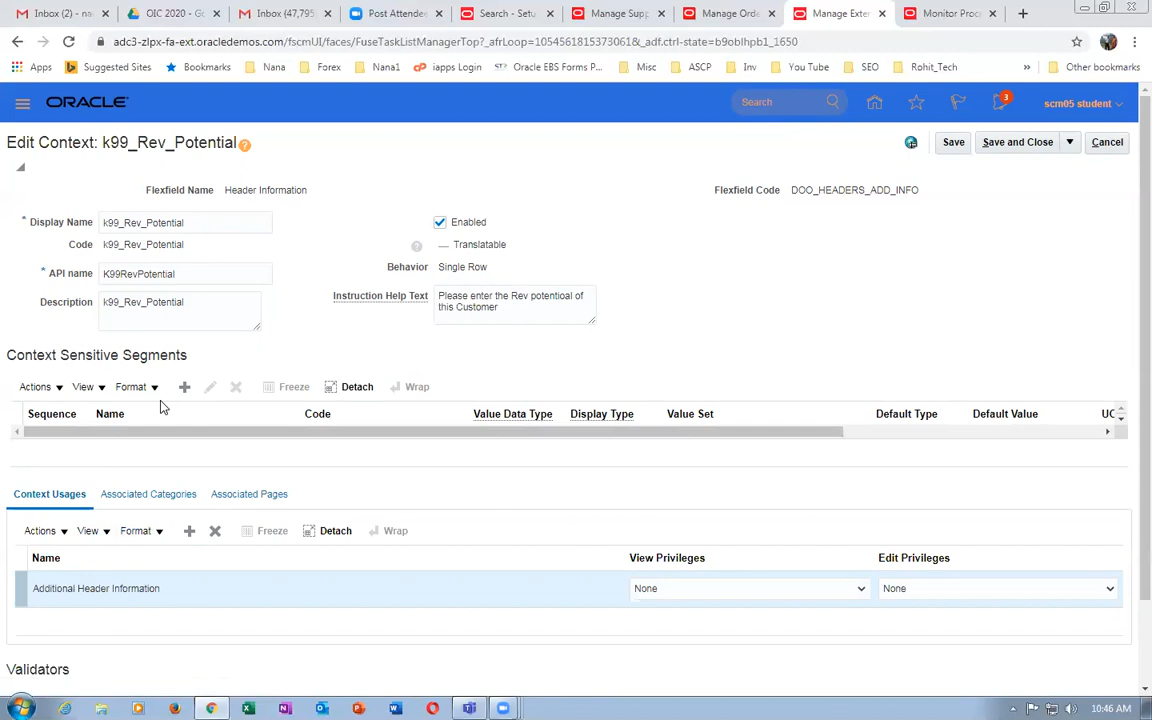 Inbox (2) - na
OIC 2020 - Go
Inbox (47,795
Post Attende
Search - Setu
Manage Sup
Manage Orde
Manage Exte
Monitor Proc
adc3-zlpx-fa-ext.oracledemos.com/fscmUI/faces/FuseTaskListManagerTop?_afrLoop=1054561815373061&_adf.ctrl-state=b9oblhpb1_1650
Apps Suggested Sites Bookmarks Nana Forex Nana1 iapps Login Oracle EBS Forms P... Misc ASCP Inv You Tube SEO Rohit_Tech » Other bookmarks
ORACLE Search 3 scm05 student
Edit Context: k99_Rev_Potential Save Save and Close Cancel
Flexfield Name Header Information Flexfield Code DOO_HEADERS_ADD_INFO
* Display Name k99_Rev_Potential Enabled
Code k99_Rev_Potential Translatable
* API name K99RevPotential Behavior Single Row
Description k99_Rev_Potential Instruction Help Text Please enter the Rev potentioal of
this Customer
Context Sensitive Segments
Actions View Format Freeze Detach Wrap
Sequence Name Code Value Data Type Display Type Value Set Default Type Default Value UC
Context Usages Associated Categories Associated Pages
Actions View Format Freeze Detach Wrap
Name View Privileges Edit Privileges
Additional Header Information None None
Validators
10:46 AM